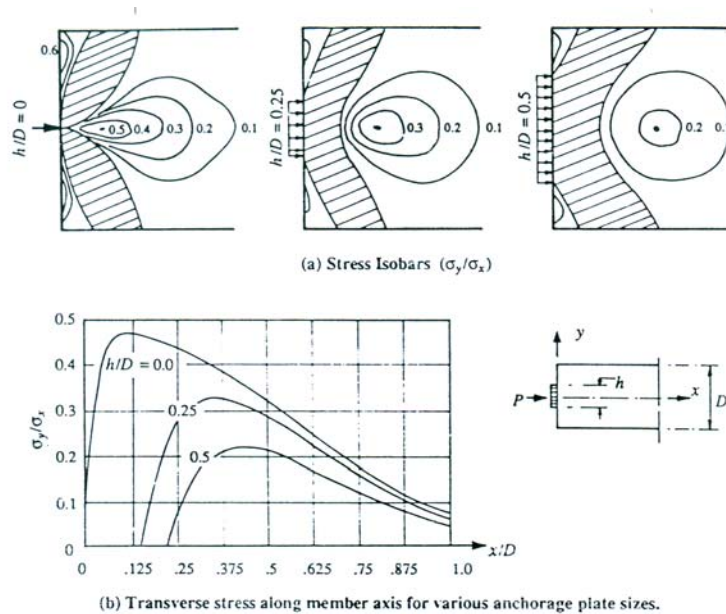 0.6
h/D = 0
0.5 0.4 0.3 0.2 0.1
h/D = 0.25
0.3 0.2 0.1
h/D = 0.5
0.2 0.1
(a) Stress Isobars (σy/σx)
0.5
0.4
0.3
0.2
0.1
0
σy/σx
h/D = 0.0
0.25
0.5
0 .125 .25 .375 .5 .625 .75 .875 1.0
x/D
y
P
h
x
D
(b) Transverse stress along member axis for various anchorage plate sizes.